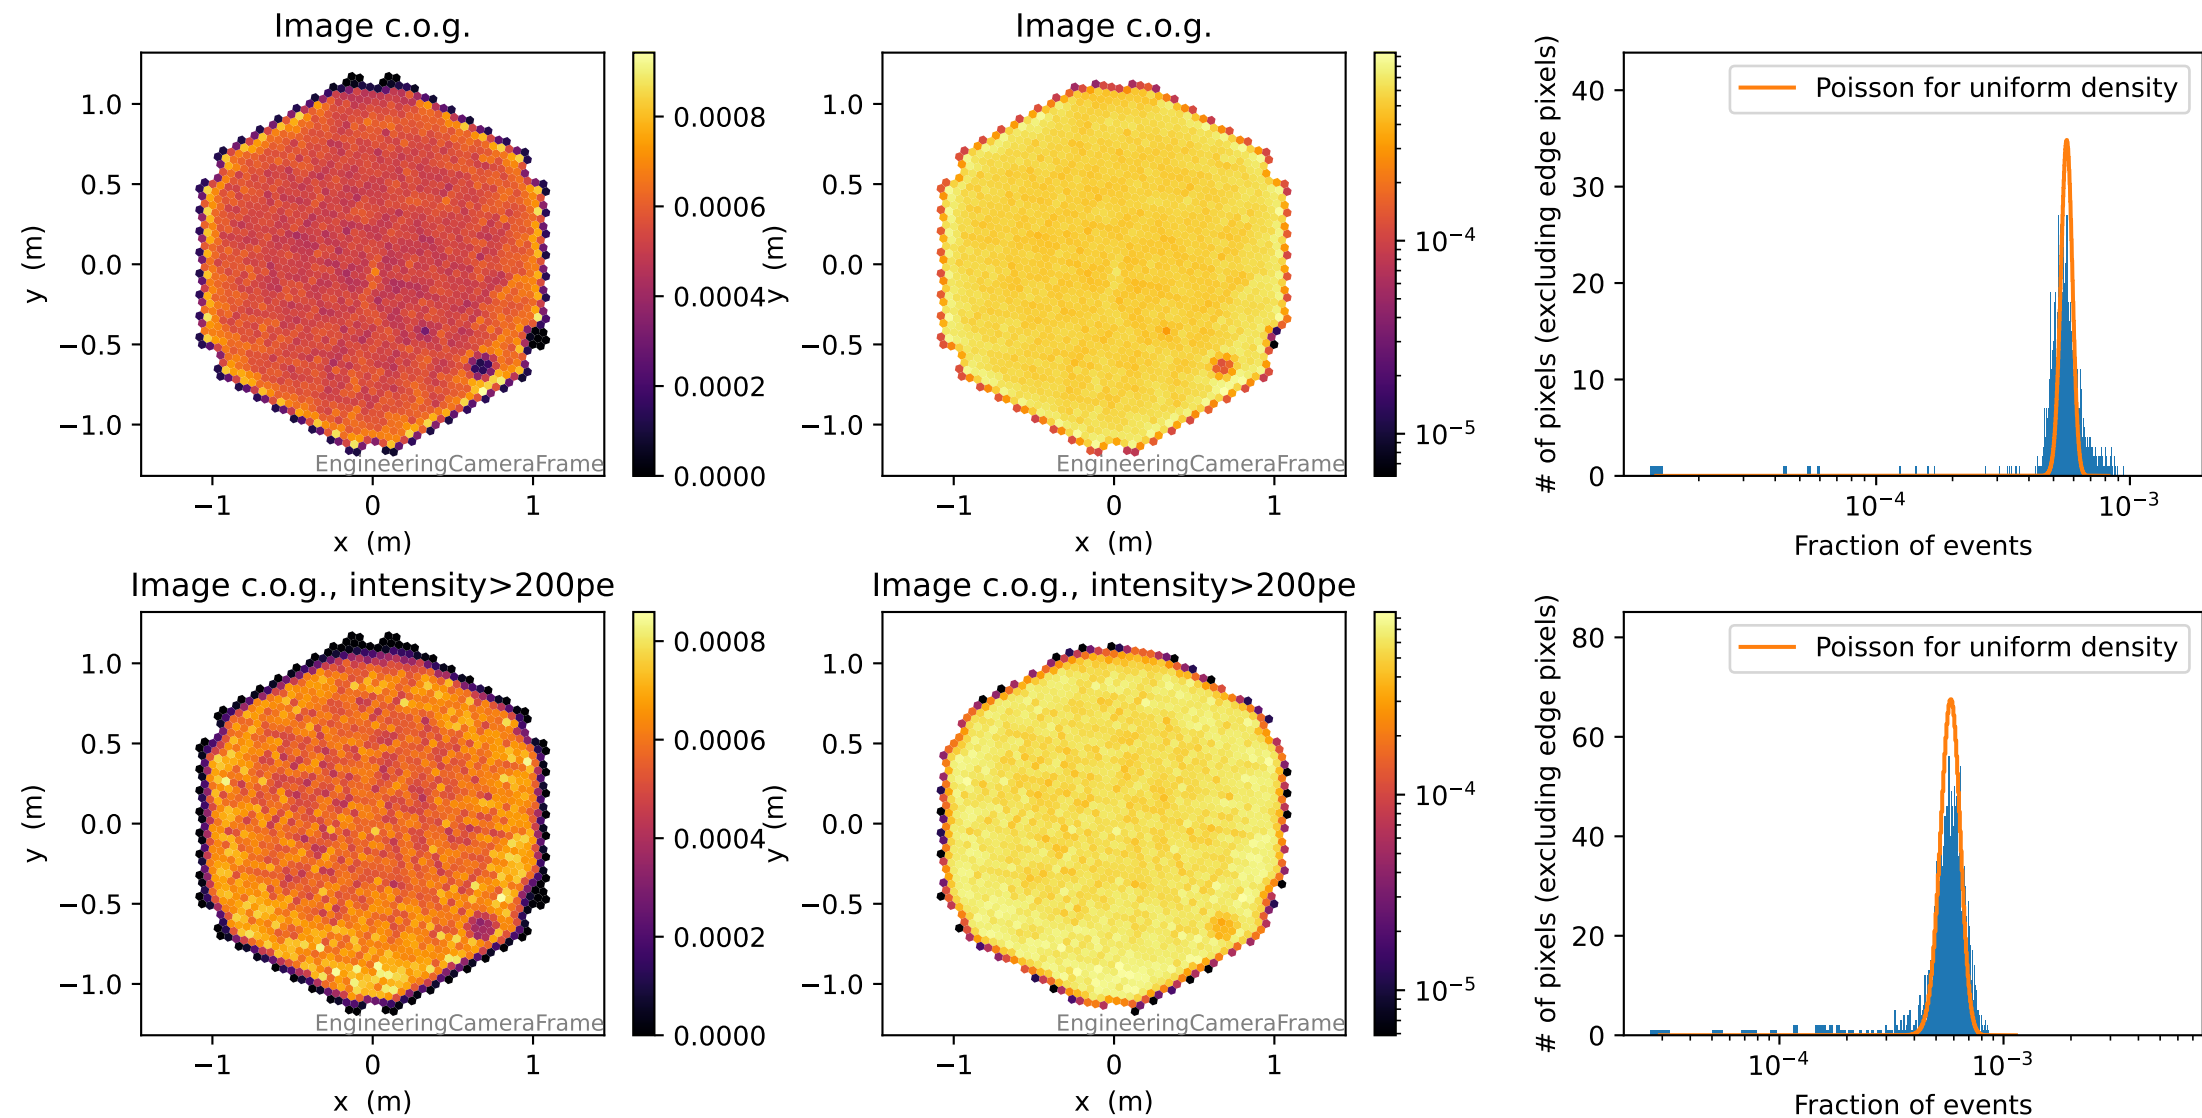 Image c.o.g.
1.0
0.5
0.0
−0.5
−1.0
y (m)
−1
0
1
x (m)
EngineeringCameraFrame
0.0008
0.0006
0.0004
0.0002
0.0000
Image c.o.g.
1.0
0.5
0.0
−0.5
−1.0
y (m)
−1
0
1
x (m)
EngineeringCameraFrame
10⁻⁴
10⁻⁵
# of pixels (excluding edge pixels)
40
30
20
10
0
Poisson for uniform density
10⁻⁴
10⁻³
Fraction of events
Image c.o.g., intensity>200pe
1.0
0.5
0.0
−0.5
−1.0
y (m)
−1
0
1
x (m)
EngineeringCameraFrame
0.0008
0.0006
0.0004
0.0002
0.0000
Image c.o.g., intensity>200pe
1.0
0.5
0.0
−0.5
−1.0
y (m)
−1
0
1
x (m)
EngineeringCameraFrame
10⁻⁴
10⁻⁵
# of pixels (excluding edge pixels)
80
60
40
20
0
Poisson for uniform density
10⁻⁴
10⁻³
Fraction of events